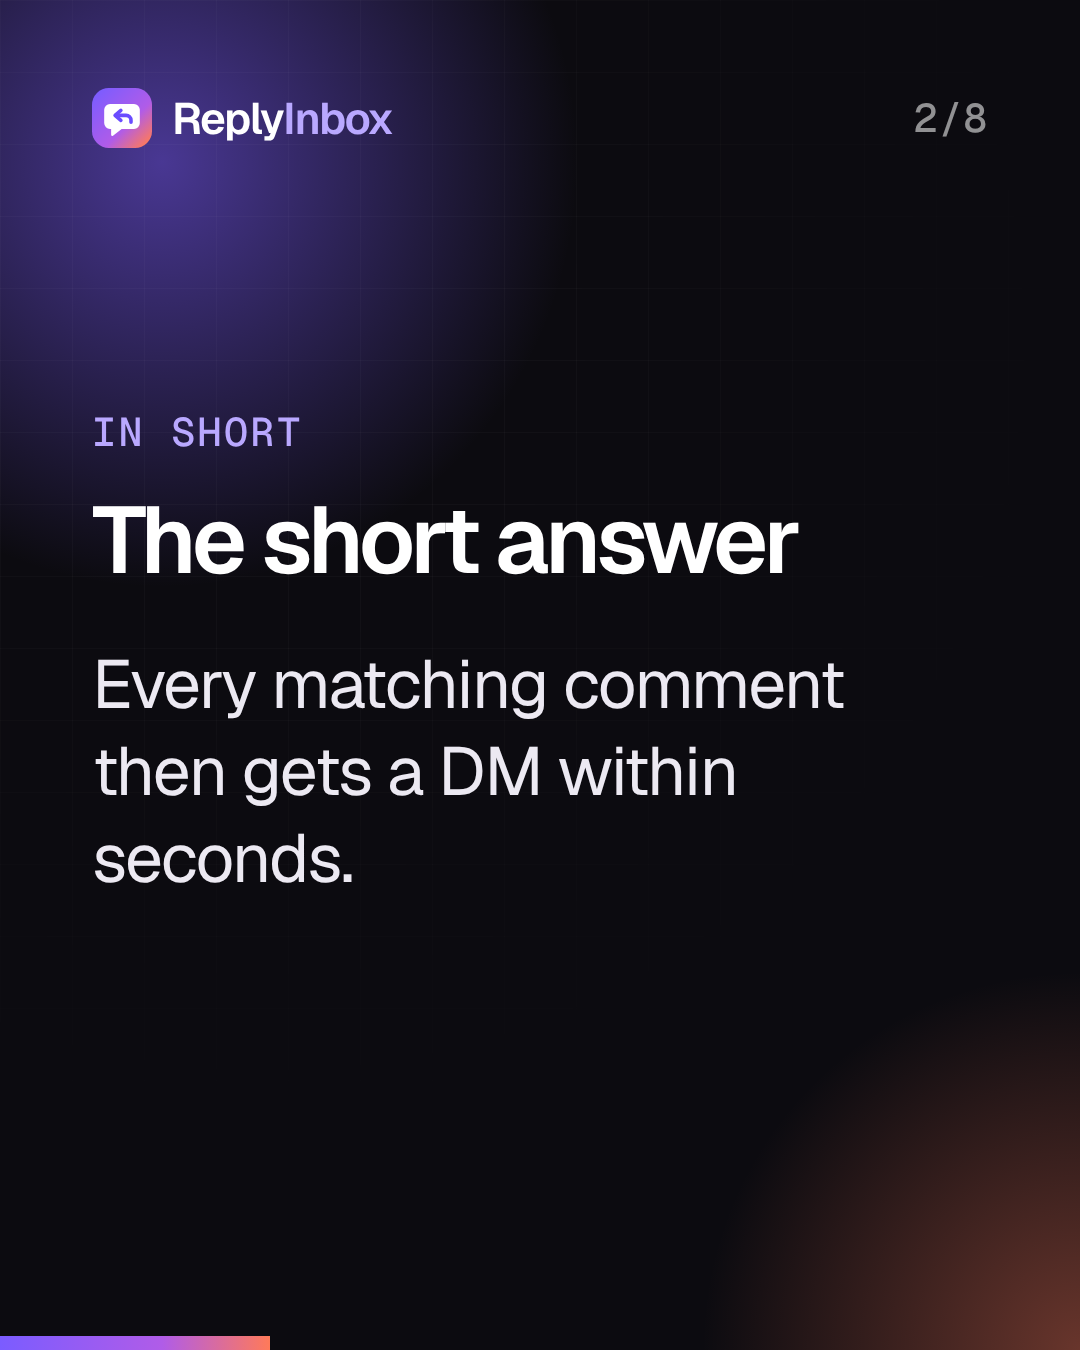 ReplyInbox
2/8
IN SHORT
The short answer
Every matching comment
then gets a DM within
seconds.